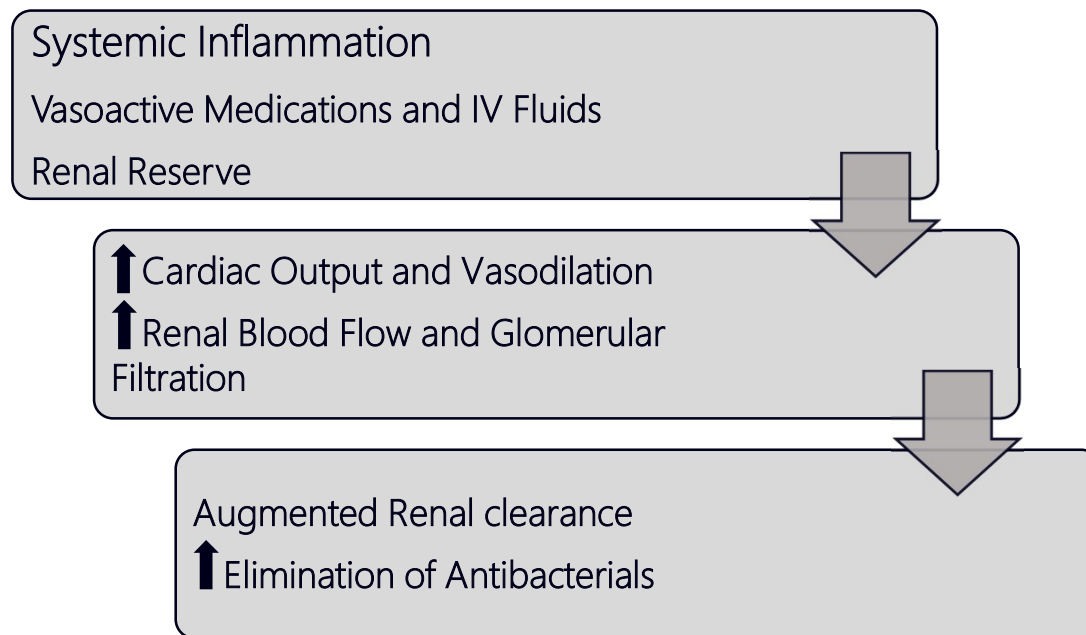 Systemic Inflammation
Vasoactive Medications and IV Fluids
Renal Reserve
Cardiac Output and Vasodilation
Renal Blood Flow and Glomerular
Filtration
Augmented Renal clearance
Elimination of Antibacterials